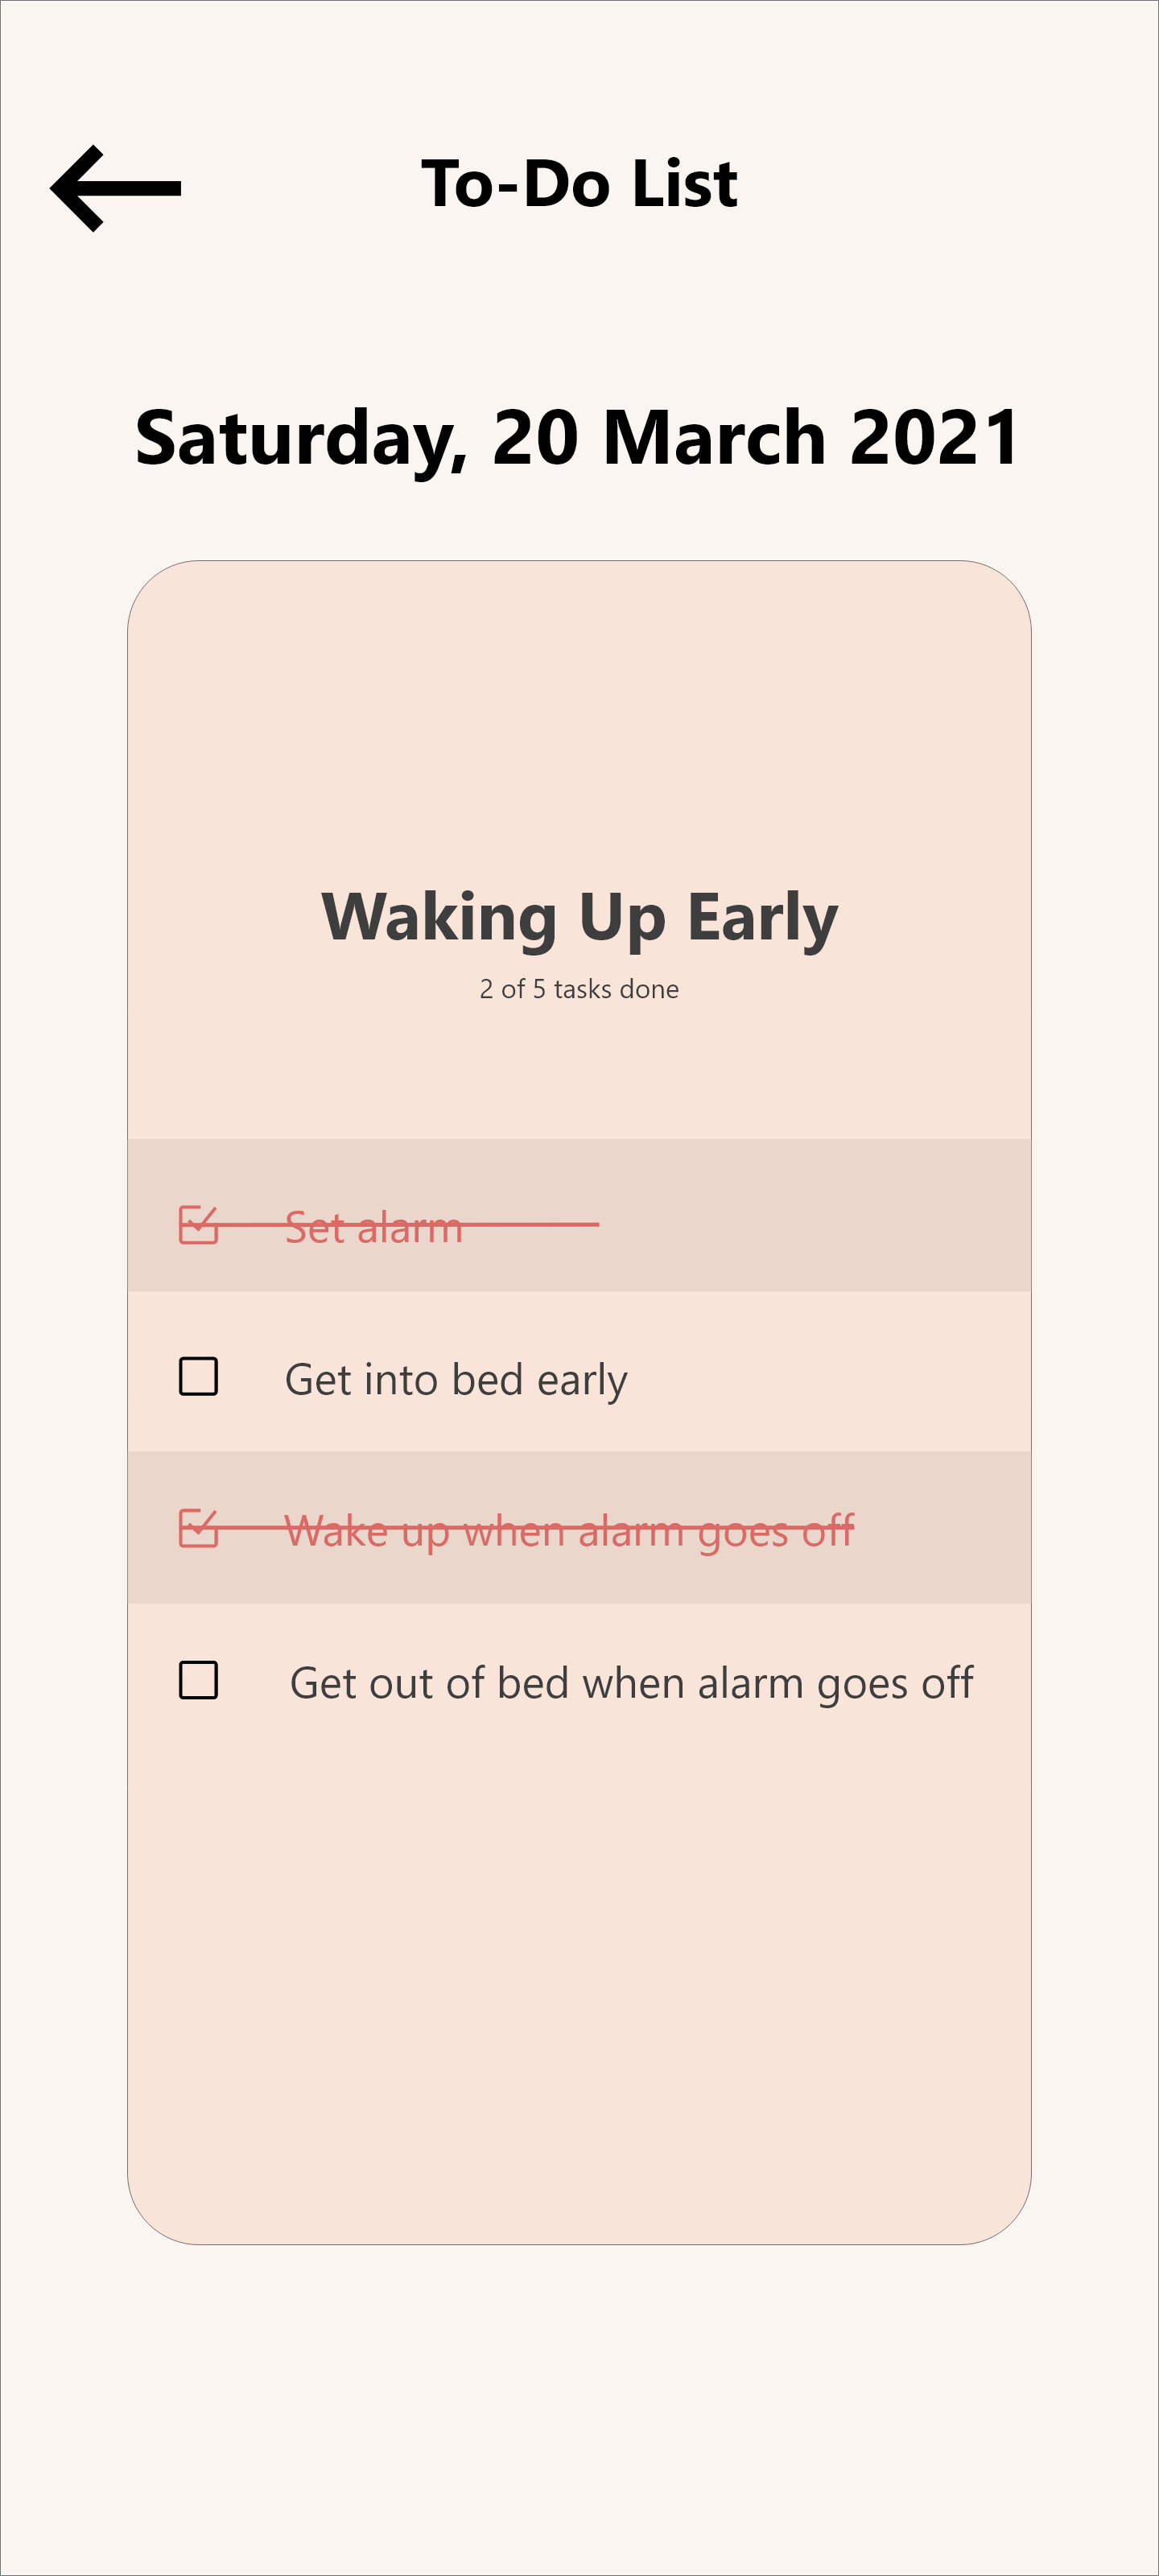 To-Do List
Saturday, 20 March 2021
Waking Up Early
2 of 5 tasks done
Set alarm
Get into bed early
Wake up when alarm goes off
Get out of bed when alarm goes off